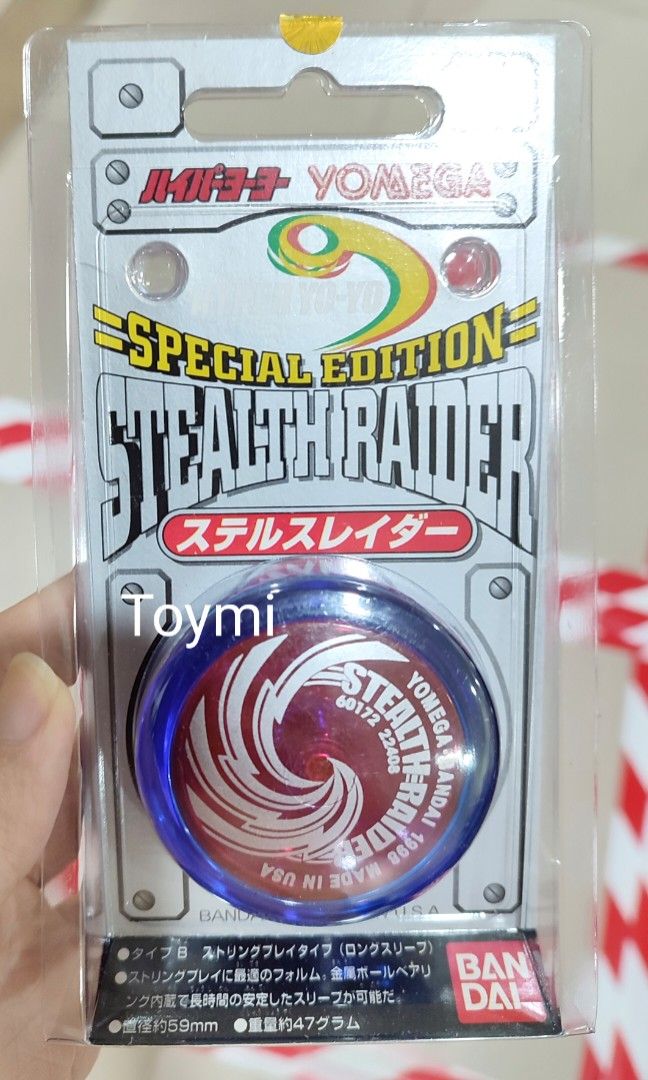 ハイパーヨーヨー YOMEGA
HYPER YO-YO
=SPECIAL EDITION=
STEALTH RAIDER
ステルスレイダー
Toymi
STEALTH RAIDER
60172 22408
YOMEGA BANDAI 1998 MADE IN USA
BANDAI
U.S.A
●タイプB ストリングプレイタイプ（ロングスリープ）
●ストリングプレイに最適のフォルム。金属ボールベアリ
ング内蔵で長時間の安定したスリープが可能だ。
●直径約59mm ●重量約47グラム
BAN
DAI